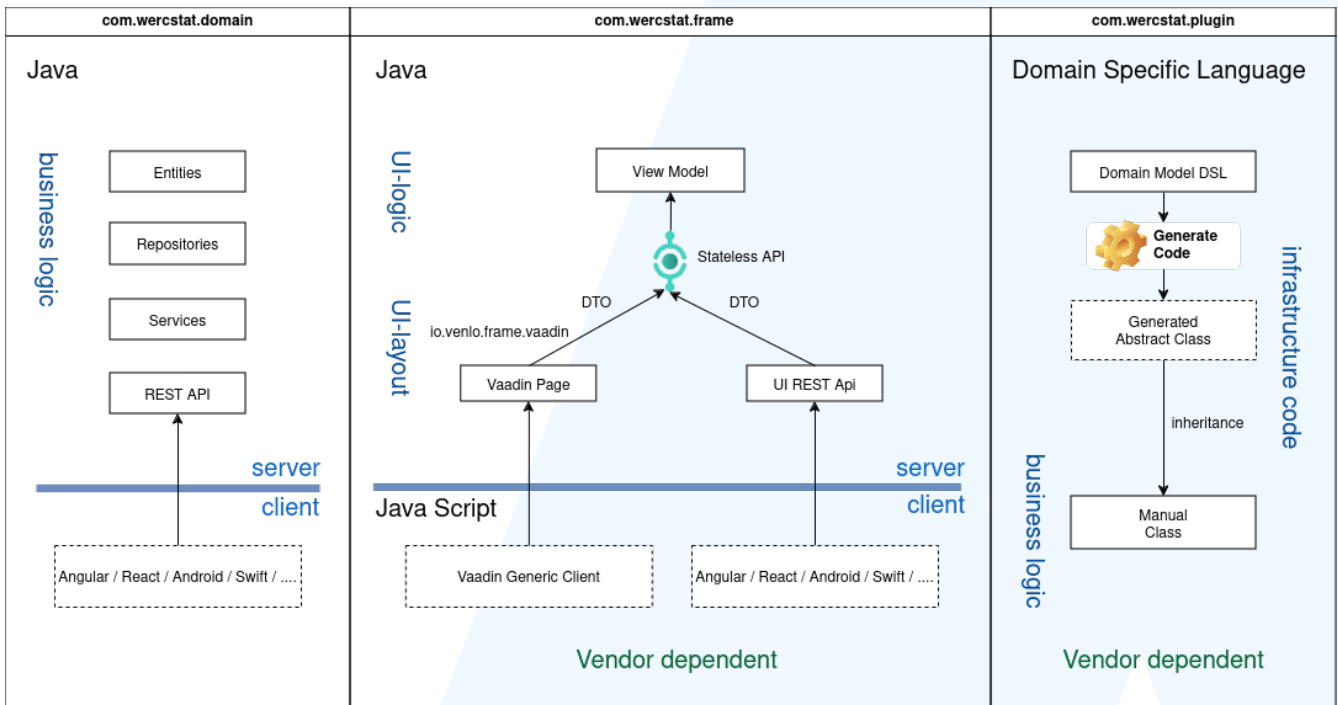 com.wercstat.domain
Java
business logic
Entities
Repositories
Services
REST API
server
client
Angular / React / Android / Swift / ....
com.wercstat.frame
Java
UI-logic
View Model
Stateless API
DTO
DTO
UI-layout
io.venlo.frame.vaadin
Vaadin Page
UI REST Api
server
Java Script
client
Vaadin Generic Client
Angular / React / Android / Swift / ....
Vendor dependent
com.wercstat.plugin
Domain Specific Language
Domain Model DSL
Generate
Code
infrastructure code
Generated
Abstract Class
inheritance
business logic
Manual
Class
Vendor dependent